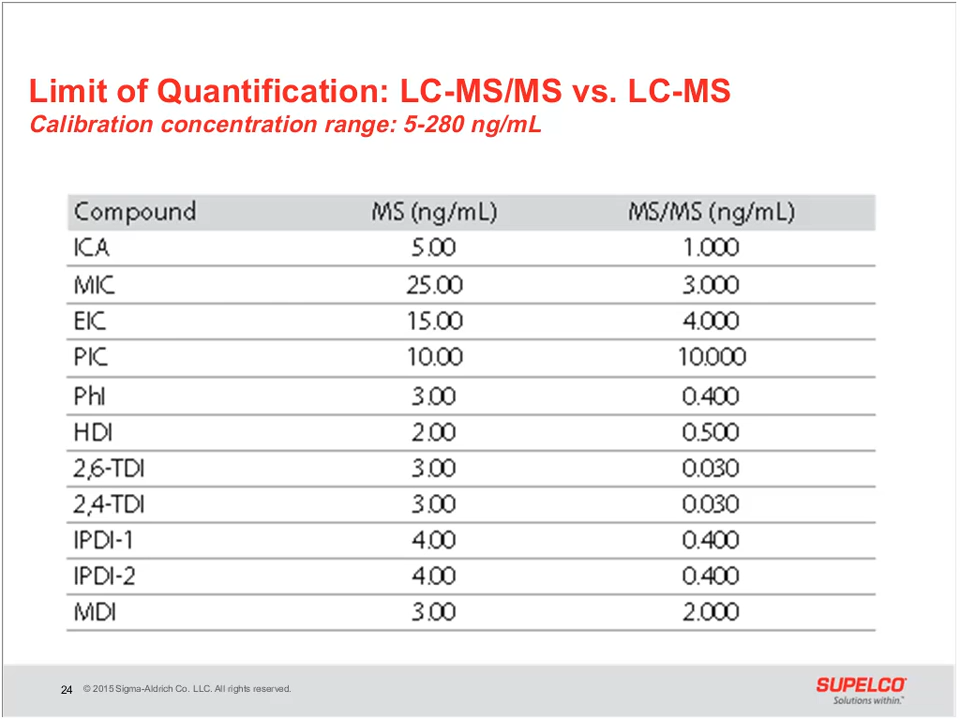 Limit of Quantification: LC-MS/MS vs. LC-MS
Calibration concentration range: 5-280 ng/mL
Compound MS (ng/mL) MS/MS (ng/mL)
ICA 5.00 1.000
MIC 25.00 3.000
EIC 15.00 4.000
PIC 10.00 10.000
PhI 3.00 0.400
HDI 2.00 0.500
2,6-TDI 3.00 0.030
2,4-TDI 3.00 0.030
IPDI-1 4.00 0.400
IPDI-2 4.00 0.400
MDI 3.00 2.000
24 © 2015 Sigma-Aldrich Co. LLC. All rights reserved.
SUPELCO
Solutions within.™